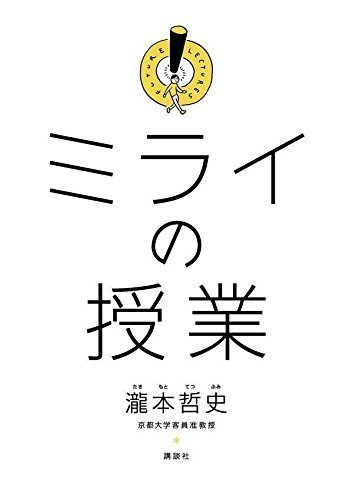 FUTURE LECTURES
ミライ
の
授業
たき もと てつ ふみ
瀧本哲史
京都大学客員准教授
講談社